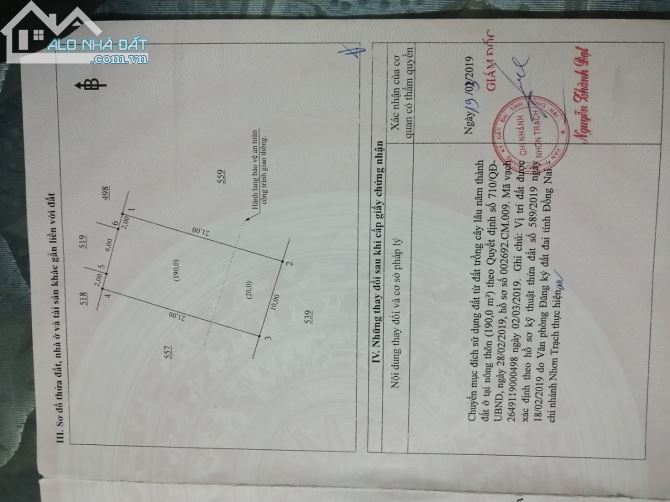 ALO NHÀ ĐẤT
.com.vn
III. Sơ đồ thửa đất, nhà ở và tài sản khác gắn liền với đất
B
498
519
518
559
557
539
1
2
3
4
5
6
2,00
6,00
2,00
21,00
21,00
10,00
(190,0)
(20,0)
Hành lang bảo vệ an toàn
công trình giao thông.
IV. Những thay đổi sau khi cấp giấy chứng nhận
Nội dung thay đổi và cơ sở pháp lý
Xác nhận của cơ
quan có thẩm quyền
Chuyển mục đích sử dụng đất từ đất trồng cây lâu năm thành
đất ở tại nông thôn (190,0 m²) theo Quyết định số 710/QĐ-
UBND, ngày 28/02/2019, hồ sơ số 002692.CM.009. Mã vạch
2649119000498 ngày 02/03/2019. Ghi chú: Vị trí đất được
xác định theo hồ sơ kỹ thuật thửa đất số 589/2019 ngày
18/02/2019 do Văn phòng Đăng ký đất đai tỉnh Đồng Nai -
chi nhánh Nhơn Trạch thực hiện
Ngày 19/03/2019
GIÁM ĐỐC
CHI NHÁNH
NHƠN TRẠCH
Nguyễn Khánh Đạt